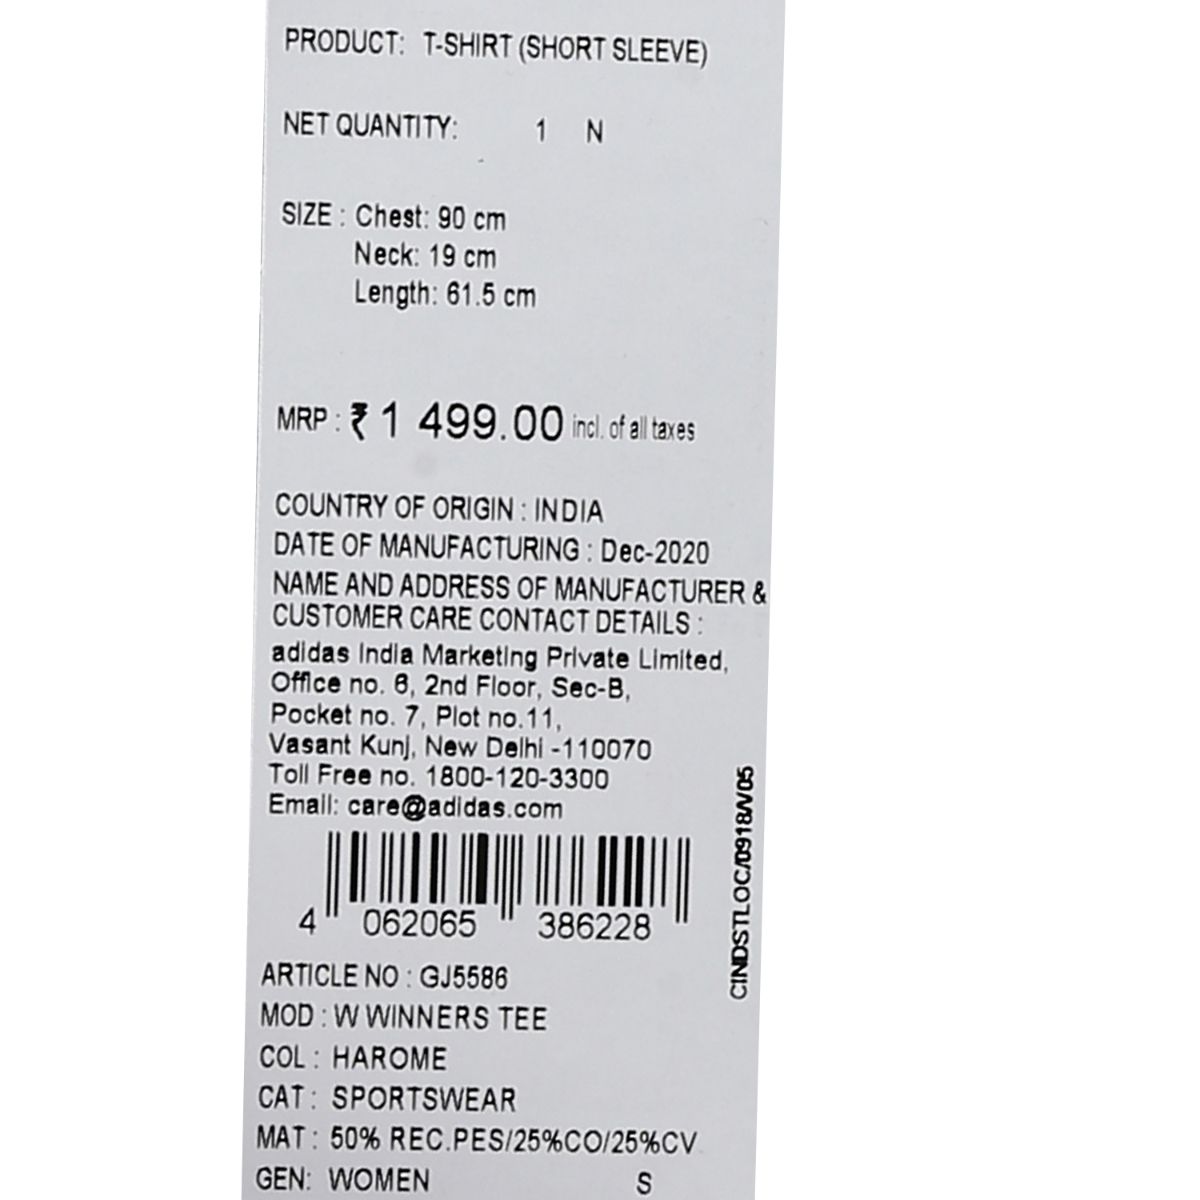 PRODUCT: T-SHIRT (SHORT SLEEVE)
NET QUANTITY: 1 N
SIZE : Chest: 90 cm
Neck: 19 cm
Length: 61.5 cm
MRP : ₹ 1 499.00 incl. of all taxes
COUNTRY OF ORIGIN : INDIA
DATE OF MANUFACTURING : Dec-2020
NAME AND ADDRESS OF MANUFACTURER &
CUSTOMER CARE CONTACT DETAILS :
adidas India Marketing Private Limited,
Office no. 6, 2nd Floor, Sec-B,
Pocket no. 7, Plot no.11,
Vasant Kunj, New Delhi -110070
Toll Free no. 1800-120-3300
Email: care@adidas.com
4 062065 386228
CINDSTLOC/0918/V05
ARTICLE NO : GJ5586
MOD : W WINNERS TEE
COL : HAROME
CAT : SPORTSWEAR
MAT : 50% REC.PES/25%CO/25%CV
GEN: WOMEN S